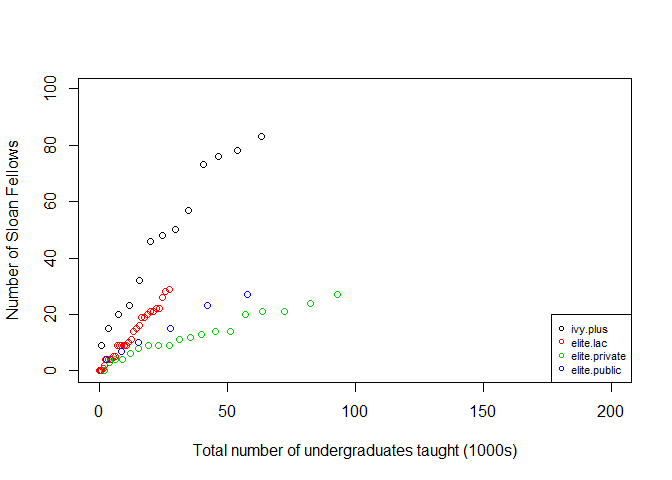 Number of Sloan Fellows
100
80
60
40
20
0
ivy.plus
elite.lac
elite.private
elite.public
0 50 100 150 200
Total number of undergraduates taught (1000s)